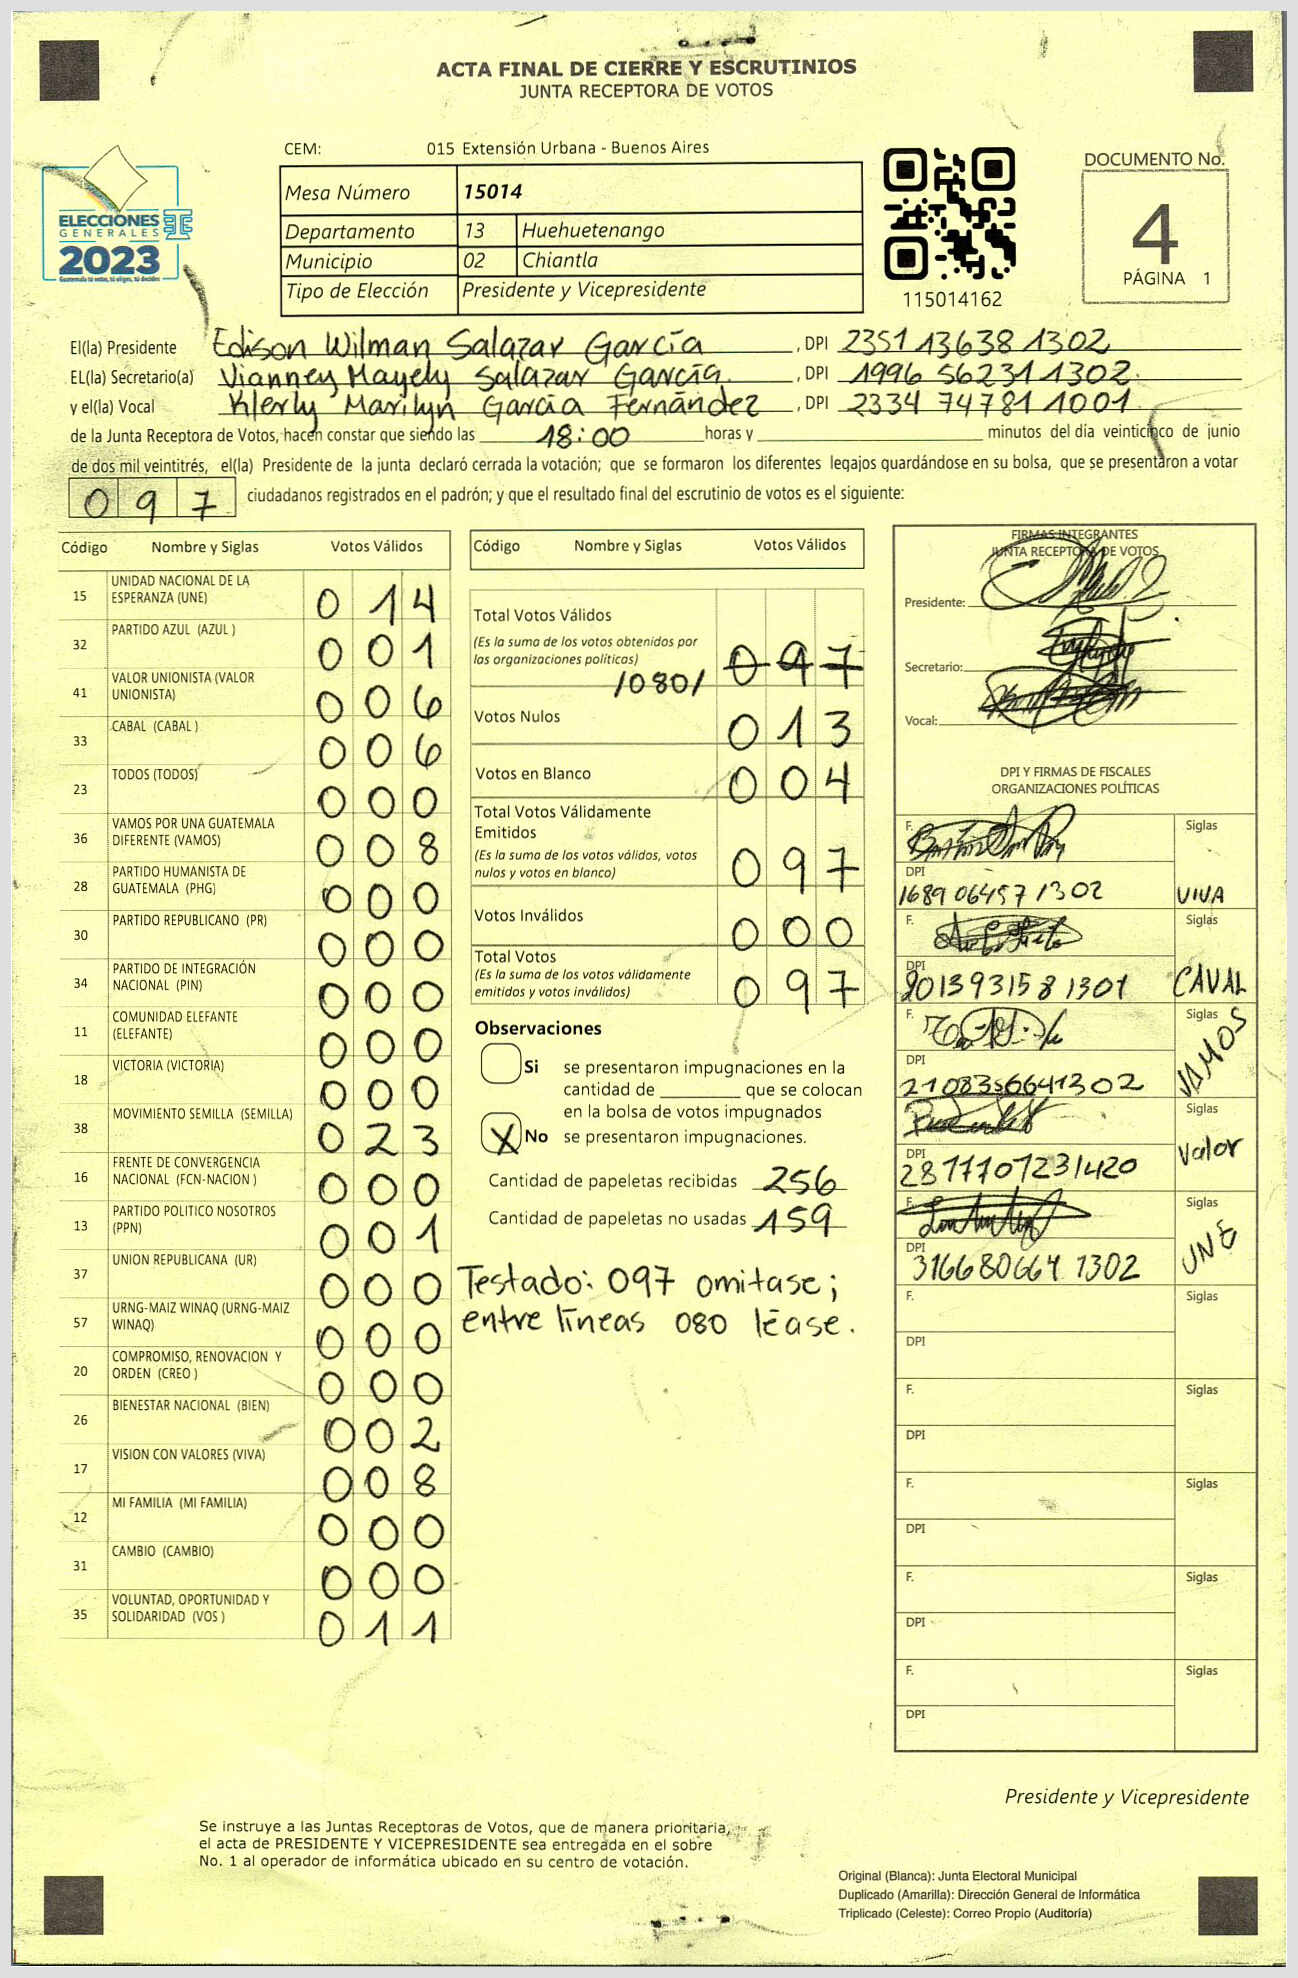 ACTA FINAL DE CIERRE Y ESCRUTINIOS
JUNTA RECEPTORA DE VOTOS
ELECCIONES
GENERALES
2023
Guatemala tú votas, tú eliges, tú decides
CEM: 015 Extensión Urbana - Buenos Aires
Mesa Número 15014
Departamento 13 Huehuetenango
Municipio 02 Chiantla
Tipo de Elección Presidente y Vicepresidente
115014162
DOCUMENTO No.
4
PÁGINA 1
El(la) Presidente Edison Wilman Salazar García , DPI 2351 13638 1302
EL(la) Secretario(a) Vianney Mayely Salazar García , DPI 1996 56231 1302
y el(la) Vocal Klerly Marilyn García Fernández , DPI 2334 74781 1001
de la Junta Receptora de Votos, hacen constar que siendo las 18:00 horas y minutos del día veinticinco de junio
de dos mil veintitrés, el(la) Presidente de la junta declaró cerrada la votación; que se formaron los diferentes legajos guardándose en su bolsa, que se presentaron a votar
097 ciudadanos registrados en el padrón; y que el resultado final del escrutinio de votos es el siguiente:
Código Nombre y Siglas Votos Válidos
15 UNIDAD NACIONAL DE LA ESPERANZA (UNE) 014
32 PARTIDO AZUL (AZUL ) 001
41 VALOR UNIONISTA (VALOR UNIONISTA) 006
33 CABAL (CABAL ) 006
23 TODOS (TODOS) 000
36 VAMOS POR UNA GUATEMALA DIFERENTE (VAMOS) 008
28 PARTIDO HUMANISTA DE GUATEMALA (PHG) 000
30 PARTIDO REPUBLICANO (PR) 000
34 PARTIDO DE INTEGRACIÓN NACIONAL (PIN) 000
11 COMUNIDAD ELEFANTE (ELEFANTE) 000
18 VICTORIA (VICTORIA) 000
38 MOVIMIENTO SEMILLA (SEMILLA) 023
16 FRENTE DE CONVERGENCIA NACIONAL (FCN-NACION ) 000
13 PARTIDO POLITICO NOSOTROS (PPN) 001
37 UNION REPUBLICANA (UR) 000
57 URNG-MAIZ WINAQ (URNG-MAIZ WINAQ) 000
20 COMPROMISO, RENOVACION Y ORDEN (CREO ) 000
26 BIENESTAR NACIONAL (BIEN) 002
17 VISION CON VALORES (VIVA) 008
12 MI FAMILIA (MI FAMILIA) 000
31 CAMBIO (CAMBIO) 000
35 VOLUNTAD, OPORTUNIDAD Y SOLIDARIDAD (VOS ) 011
Código Nombre y Siglas Votos Válidos
Total Votos Válidos
(Es la suma de los votos obtenidos por
las organizaciones políticas) 097
/080/
Votos Nulos 013
Votos en Blanco 004
Total Votos Válidamente
Emitidos
(Es la suma de los votos válidos, votos
nulos y votos en blanco) 097
Votos Inválidos 000
Total Votos
(Es la suma de los votos válidamente
emitidos y votos inválidos) 097
Observaciones
Si se presentaron impugnaciones en la
cantidad de ________ que se colocan
en la bolsa de votos impugnados
X No se presentaron impugnaciones.
Cantidad de papeletas recibidas 256
Cantidad de papeletas no usadas 159
Testado: 097 omitase;
entre líneas 080 léase.
FIRMAS INTEGRANTES
JUNTA RECEPTORA DE VOTOS
Presidente:
Secretario:
Vocal:
DPI Y FIRMAS DE FISCALES
ORGANIZACIONES POLÍTICAS
F. Siglas
DPI
1689 06457 1302 VIVA
Siglas
DPI
20139315 8 1301 CAVAL
F. Siglas
DPI
2108356641302 VAMOS
Siglas
DPI
2877707231420 Valor
F. Siglas
DPI
316680664 1302 UNE
F. Siglas
DPI
F. Siglas
DPI
F. Siglas
DPI
F. Siglas
DPI
F. Siglas
DPI
Presidente y Vicepresidente
Se instruye a las Juntas Receptoras de Votos, que de manera prioritaria,
el acta de PRESIDENTE Y VICEPRESIDENTE sea entregada en el sobre
No. 1 al operador de informática ubicado en su centro de votación.
Original (Blanca): Junta Electoral Municipal
Duplicado (Amarilla): Dirección General de Informática
Triplicado (Celeste): Correo Propio (Auditoría)